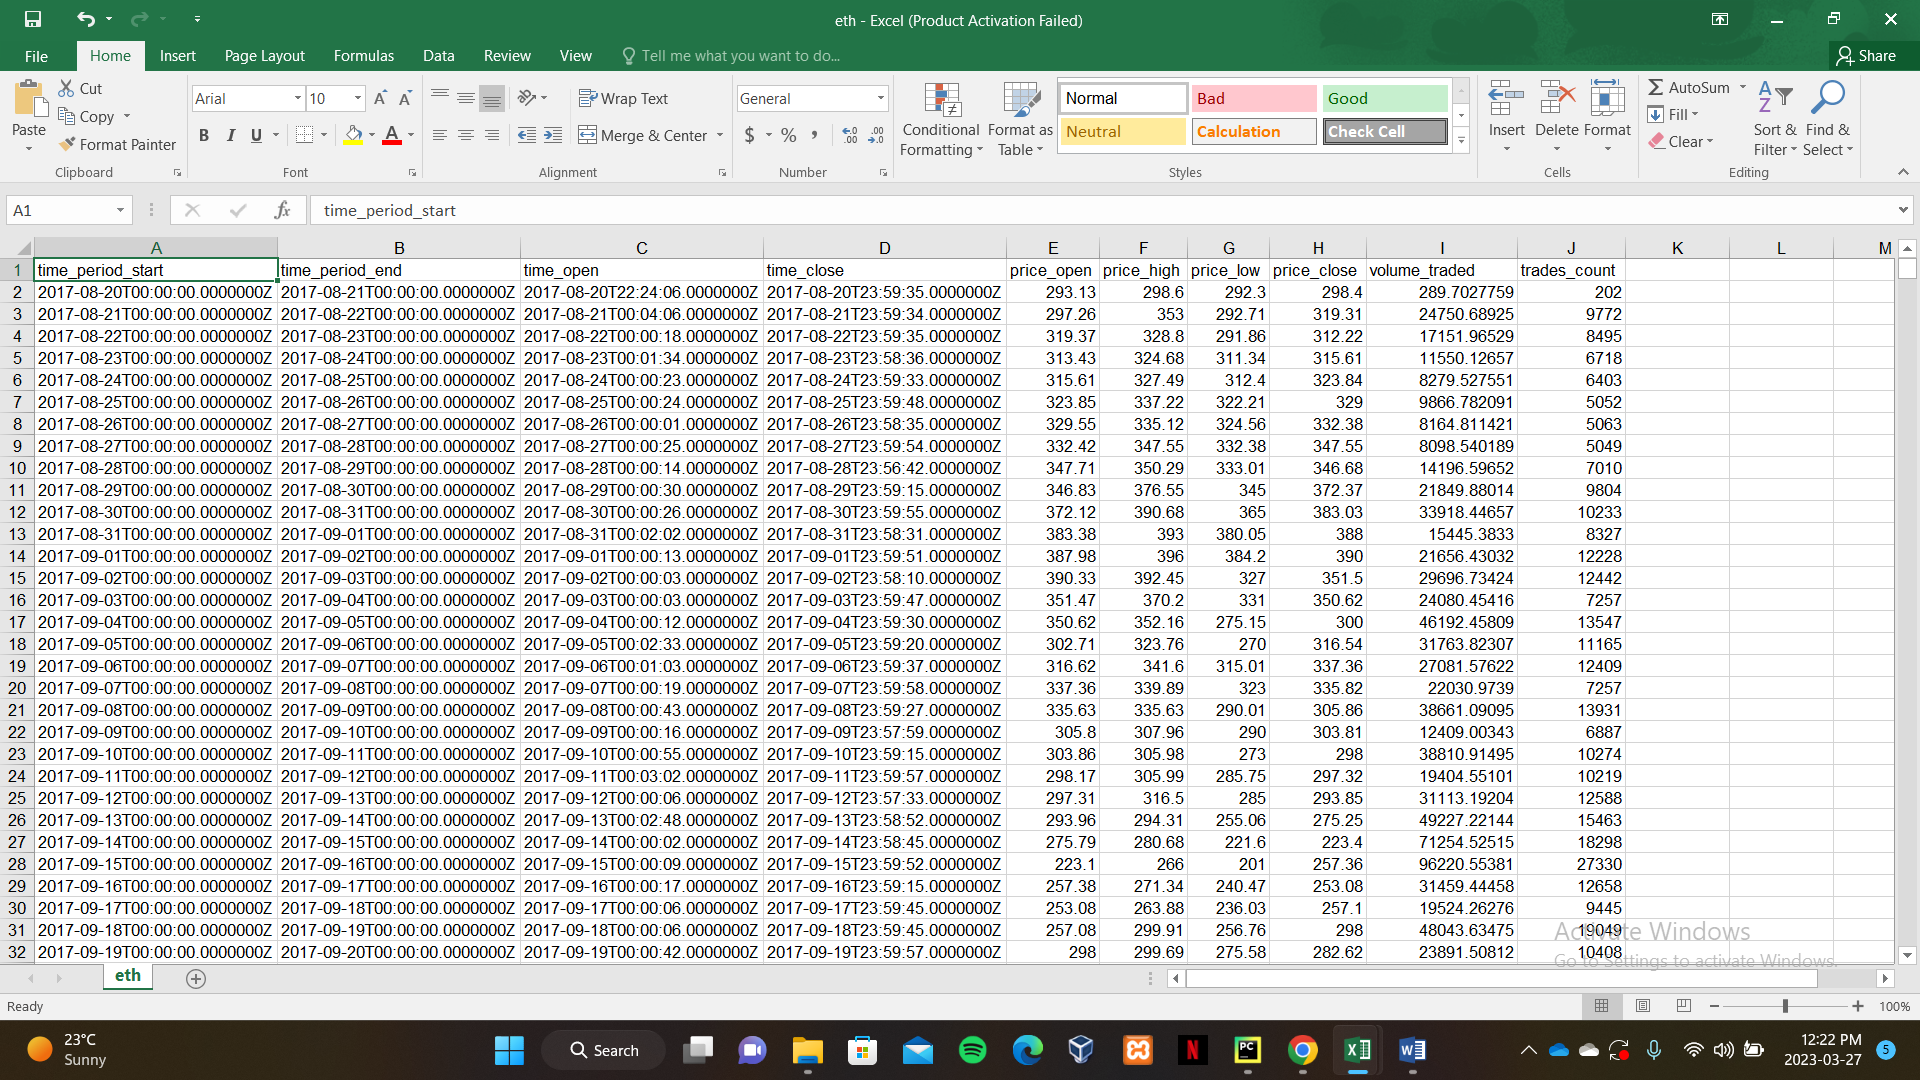 eth - Excel (Product Activation Failed)
File Home Insert Page Layout Formulas Data Review View Tell me what you want to do... Share
Paste Cut Copy Format Painter Clipboard
Arial 10 B I U A Font
Wrap Text Merge & Center Alignment
General $ % , Number
Conditional Formatting Format as Table
Normal Bad Good
Neutral Calculation Check Cell
Styles
Insert Delete Format Cells
AutoSum Fill Clear Sort & Filter Find & Select Editing
A1 fx time_period_start
A B C D E F G H I J K L M
1 time_period_start time_period_end time_open time_close price_open price_high price_low price_close volume_traded trades_count
2 2017-08-20T00:00:00.0000000Z 2017-08-21T00:00:00.0000000Z 2017-08-20T22:24:06.0000000Z 2017-08-20T23:59:35.0000000Z 293.13 298.6 292.3 298.4 289.7027759 202
3 2017-08-21T00:00:00.0000000Z 2017-08-22T00:00:00.0000000Z 2017-08-21T00:04:06.0000000Z 2017-08-21T23:59:34.0000000Z 297.26 353 292.71 319.31 24750.68925 9772
4 2017-08-22T00:00:00.0000000Z 2017-08-23T00:00:00.0000000Z 2017-08-22T00:00:18.0000000Z 2017-08-22T23:59:35.0000000Z 319.37 328.8 291.86 312.22 17151.96529 8495
5 2017-08-23T00:00:00.0000000Z 2017-08-24T00:00:00.0000000Z 2017-08-23T00:01:34.0000000Z 2017-08-23T23:58:36.0000000Z 313.43 324.68 311.34 315.61 11550.12657 6718
6 2017-08-24T00:00:00.0000000Z 2017-08-25T00:00:00.0000000Z 2017-08-24T00:00:23.0000000Z 2017-08-24T23:59:33.0000000Z 315.61 327.49 312.4 323.84 8279.527551 6403
7 2017-08-25T00:00:00.0000000Z 2017-08-26T00:00:00.0000000Z 2017-08-25T00:00:24.0000000Z 2017-08-25T23:59:48.0000000Z 323.85 337.22 322.21 329 9866.782091 5052
8 2017-08-26T00:00:00.0000000Z 2017-08-27T00:00:00.0000000Z 2017-08-26T00:00:01.0000000Z 2017-08-26T23:58:35.0000000Z 329.55 335.12 324.56 332.38 8164.811421 5063
9 2017-08-27T00:00:00.0000000Z 2017-08-28T00:00:00.0000000Z 2017-08-27T00:00:25.0000000Z 2017-08-27T23:59:54.0000000Z 332.42 347.55 332.38 347.55 8098.540189 5049
10 2017-08-28T00:00:00.0000000Z 2017-08-29T00:00:00.0000000Z 2017-08-28T00:00:14.0000000Z 2017-08-28T23:56:42.0000000Z 347.71 350.29 333.01 346.68 14196.59652 7010
11 2017-08-29T00:00:00.0000000Z 2017-08-30T00:00:00.0000000Z 2017-08-29T00:00:30.0000000Z 2017-08-29T23:59:15.0000000Z 346.83 376.55 345 372.37 21849.88014 9804
12 2017-08-30T00:00:00.0000000Z 2017-08-31T00:00:00.0000000Z 2017-08-30T00:00:26.0000000Z 2017-08-30T23:59:55.0000000Z 372.12 390.68 365 383.03 33918.44657 10233
13 2017-08-31T00:00:00.0000000Z 2017-09-01T00:00:00.0000000Z 2017-08-31T00:02:02.0000000Z 2017-08-31T23:58:31.0000000Z 383.38 393 380.05 388 15445.3833 8327
14 2017-09-01T00:00:00.0000000Z 2017-09-02T00:00:00.0000000Z 2017-09-01T00:00:13.0000000Z 2017-09-01T23:59:51.0000000Z 387.98 396 384.2 390 21656.43032 12228
15 2017-09-02T00:00:00.0000000Z 2017-09-03T00:00:00.0000000Z 2017-09-02T00:00:03.0000000Z 2017-09-02T23:58:10.0000000Z 390.33 392.45 327 351.5 29696.73424 12442
16 2017-09-03T00:00:00.0000000Z 2017-09-04T00:00:00.0000000Z 2017-09-03T00:00:03.0000000Z 2017-09-03T23:59:47.0000000Z 351.47 370.2 331 350.62 24080.45416 7257
17 2017-09-04T00:00:00.0000000Z 2017-09-05T00:00:00.0000000Z 2017-09-04T00:00:12.0000000Z 2017-09-04T23:59:30.0000000Z 350.62 352.16 275.15 300 46192.45809 13547
18 2017-09-05T00:00:00.0000000Z 2017-09-06T00:00:00.0000000Z 2017-09-05T00:02:33.0000000Z 2017-09-05T23:59:20.0000000Z 302.71 323.76 270 316.54 31763.82307 11165
19 2017-09-06T00:00:00.0000000Z 2017-09-07T00:00:00.0000000Z 2017-09-06T00:01:03.0000000Z 2017-09-06T23:59:37.0000000Z 316.62 341.6 315.01 337.36 27081.57622 12409
20 2017-09-07T00:00:00.0000000Z 2017-09-08T00:00:00.0000000Z 2017-09-07T00:00:19.0000000Z 2017-09-07T23:59:58.0000000Z 337.36 339.89 323 335.82 22030.9739 7257
21 2017-09-08T00:00:00.0000000Z 2017-09-09T00:00:00.0000000Z 2017-09-08T00:00:43.0000000Z 2017-09-08T23:59:27.0000000Z 335.63 335.63 290.01 305.86 38661.09095 13931
22 2017-09-09T00:00:00.0000000Z 2017-09-10T00:00:00.0000000Z 2017-09-09T00:00:16.0000000Z 2017-09-09T23:57:59.0000000Z 305.8 307.96 290 303.81 12409.00343 6887
23 2017-09-10T00:00:00.0000000Z 2017-09-11T00:00:00.0000000Z 2017-09-10T00:00:55.0000000Z 2017-09-10T23:59:15.0000000Z 303.86 305.98 273 298 38810.91495 10274
24 2017-09-11T00:00:00.0000000Z 2017-09-12T00:00:00.0000000Z 2017-09-11T00:03:02.0000000Z 2017-09-11T23:59:57.0000000Z 298.17 305.99 285.75 297.32 19404.55101 10219
25 2017-09-12T00:00:00.0000000Z 2017-09-13T00:00:00.0000000Z 2017-09-12T00:00:06.0000000Z 2017-09-12T23:57:33.0000000Z 297.31 316.5 285 293.85 31113.19204 12588
26 2017-09-13T00:00:00.0000000Z 2017-09-14T00:00:00.0000000Z 2017-09-13T00:02:48.0000000Z 2017-09-13T23:58:52.0000000Z 293.96 294.31 255.06 275.25 49227.22144 15463
27 2017-09-14T00:00:00.0000000Z 2017-09-15T00:00:00.0000000Z 2017-09-14T00:00:02.0000000Z 2017-09-14T23:58:45.0000000Z 275.79 280.68 221.6 223.4 71254.52515 18298
28 2017-09-15T00:00:00.0000000Z 2017-09-16T00:00:00.0000000Z 2017-09-15T00:00:09.0000000Z 2017-09-15T23:59:52.0000000Z 223.1 266 201 257.36 96220.55381 27330
29 2017-09-16T00:00:00.0000000Z 2017-09-17T00:00:00.0000000Z 2017-09-16T00:00:17.0000000Z 2017-09-16T23:59:15.0000000Z 257.38 271.34 240.47 253.08 31459.44458 12658
30 2017-09-17T00:00:00.0000000Z 2017-09-18T00:00:00.0000000Z 2017-09-17T00:00:06.0000000Z 2017-09-17T23:59:45.0000000Z 253.08 263.88 236.03 257.1 19524.26276 9445
31 2017-09-18T00:00:00.0000000Z 2017-09-19T00:00:00.0000000Z 2017-09-18T00:00:06.0000000Z 2017-09-18T23:59:45.0000000Z 257.08 299.91 256.76 298 48043.63475 19049
32 2017-09-19T00:00:00.0000000Z 2017-09-20T00:00:00.0000000Z 2017-09-19T00:00:42.0000000Z 2017-09-19T23:59:57.0000000Z 298 299.69 275.58 282.62 23891.50812 10408
Activate Windows
Go to Settings to activate Windows.
eth
Ready 100%
23°C
Sunny
Search
12:22 PM
2023-03-27
5